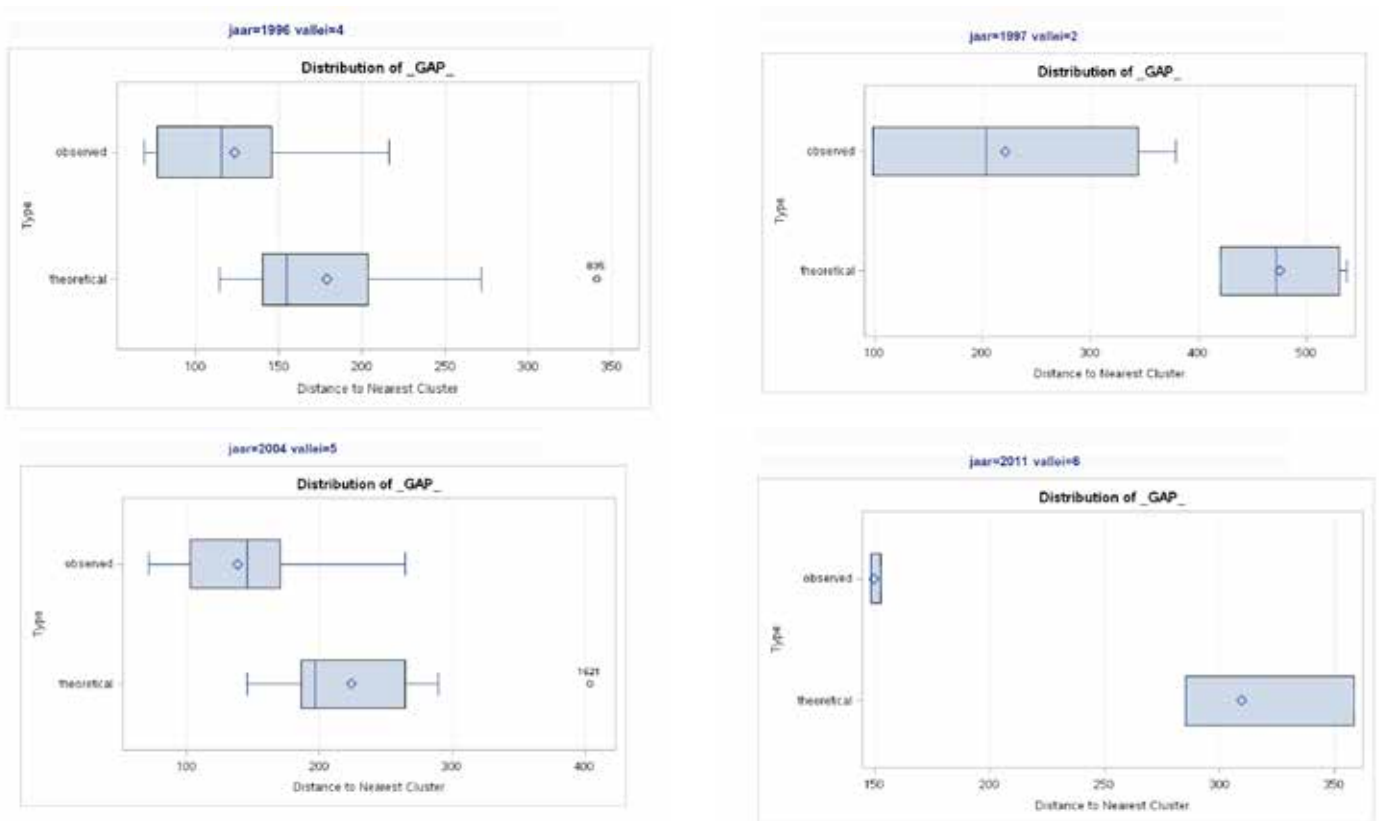 jaar=1996 vallei=4
Distribution of _GAP_
observed
theoretical
Type
835
100 150 200 250 300 350
Distance to Nearest Cluster
jaar=1997 vallei=2
Distribution of _GAP_
observed
theoretical
Type
100 200 300 400 500
Distance to Nearest Cluster
jaar=2004 vallei=5
Distribution of _GAP_
observed
theoretical
Type
1621
100 200 300 400
Distance to Nearest Cluster
jaar=2011 vallei=6
Distribution of _GAP_
observed
theoretical
Type
150 200 250 300 350
Distance to Nearest Cluster